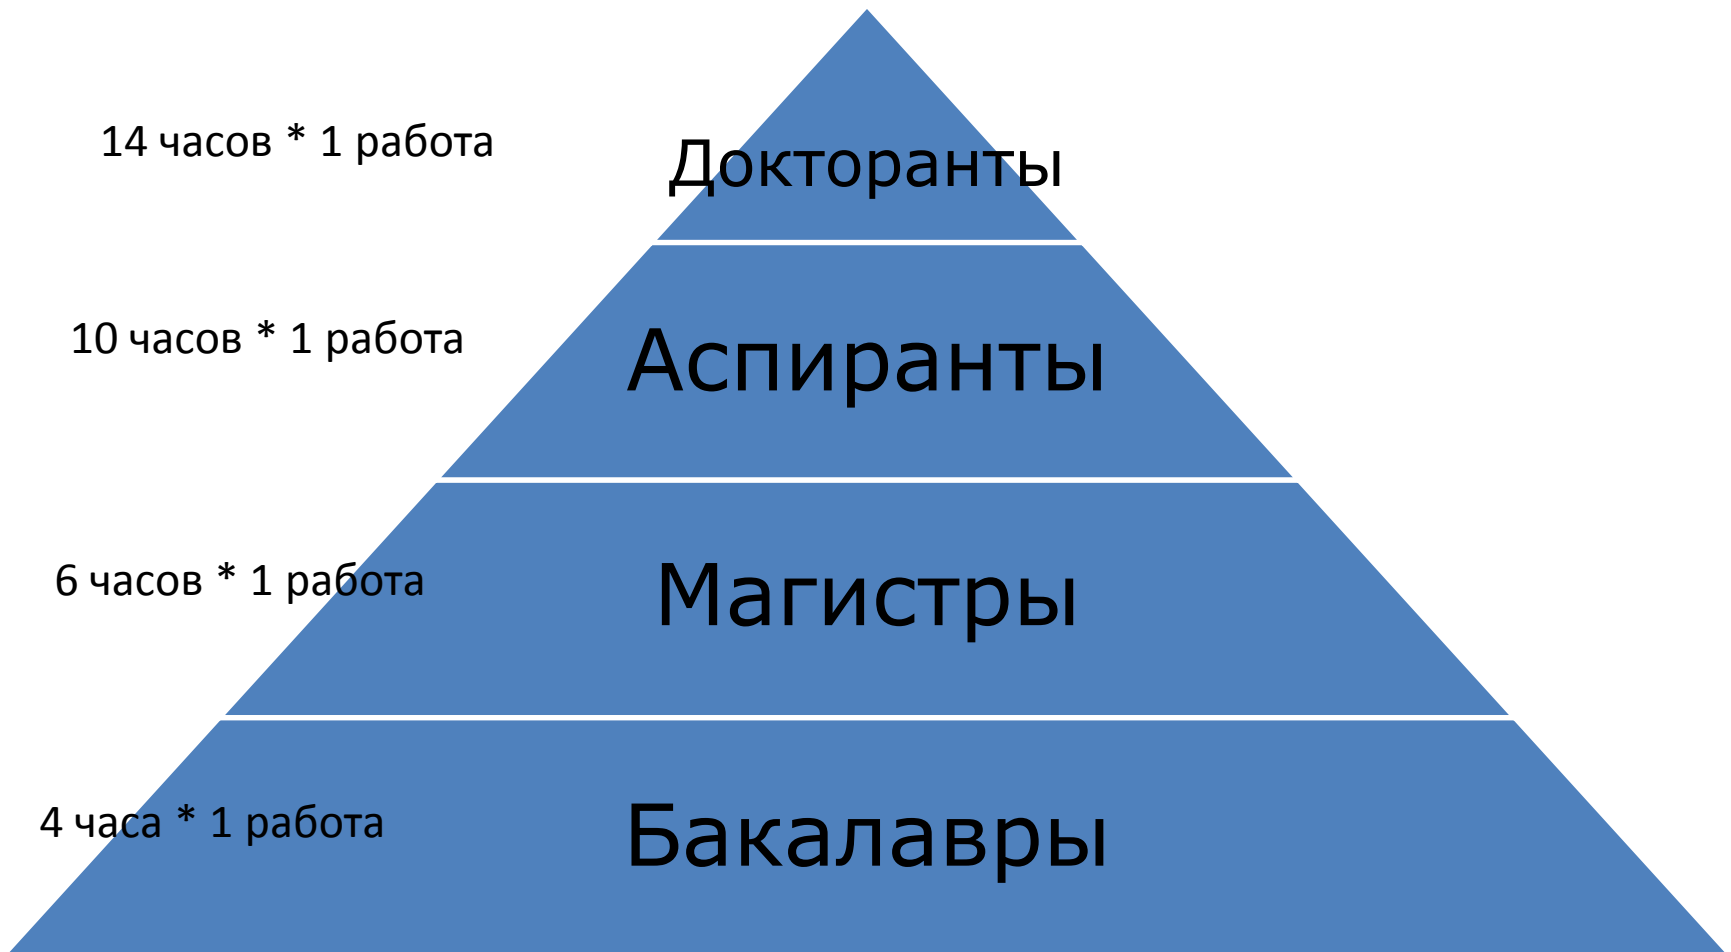 14 часов * 1 работа
Докторанты
10 часов * 1 работа
Аспиранты
6 часов * 1 работа
Магистры
4 часа * 1 работа
Бакалавры